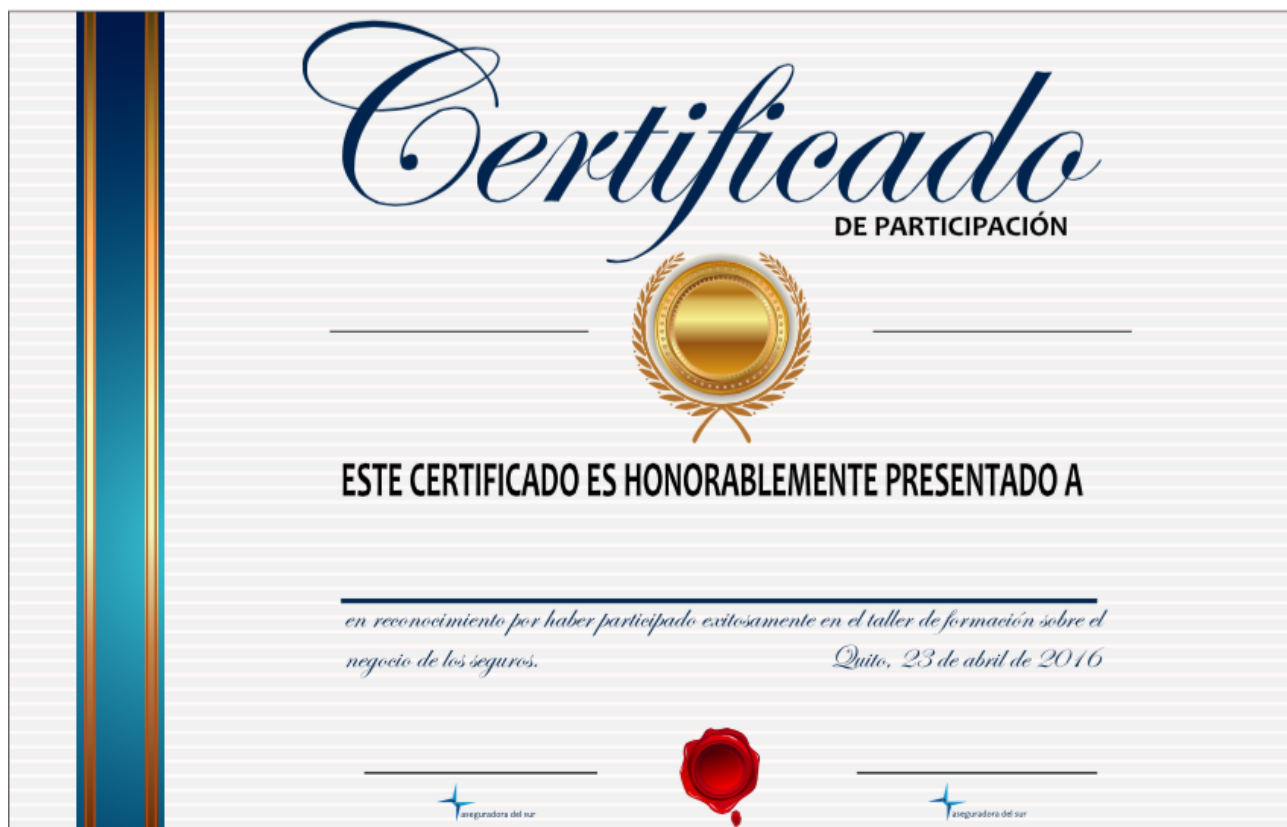 Certificado
DE PARTICIPACIÓN
ESTE CERTIFICADO ES HONORABLEMENTE PRESENTADO A
en reconocimiento por haber participado exitosamente en el taller de formación sobre el
negocio de los seguros. Quito, 23 de abril de 2016
aseguradora del sur aseguradora del sur